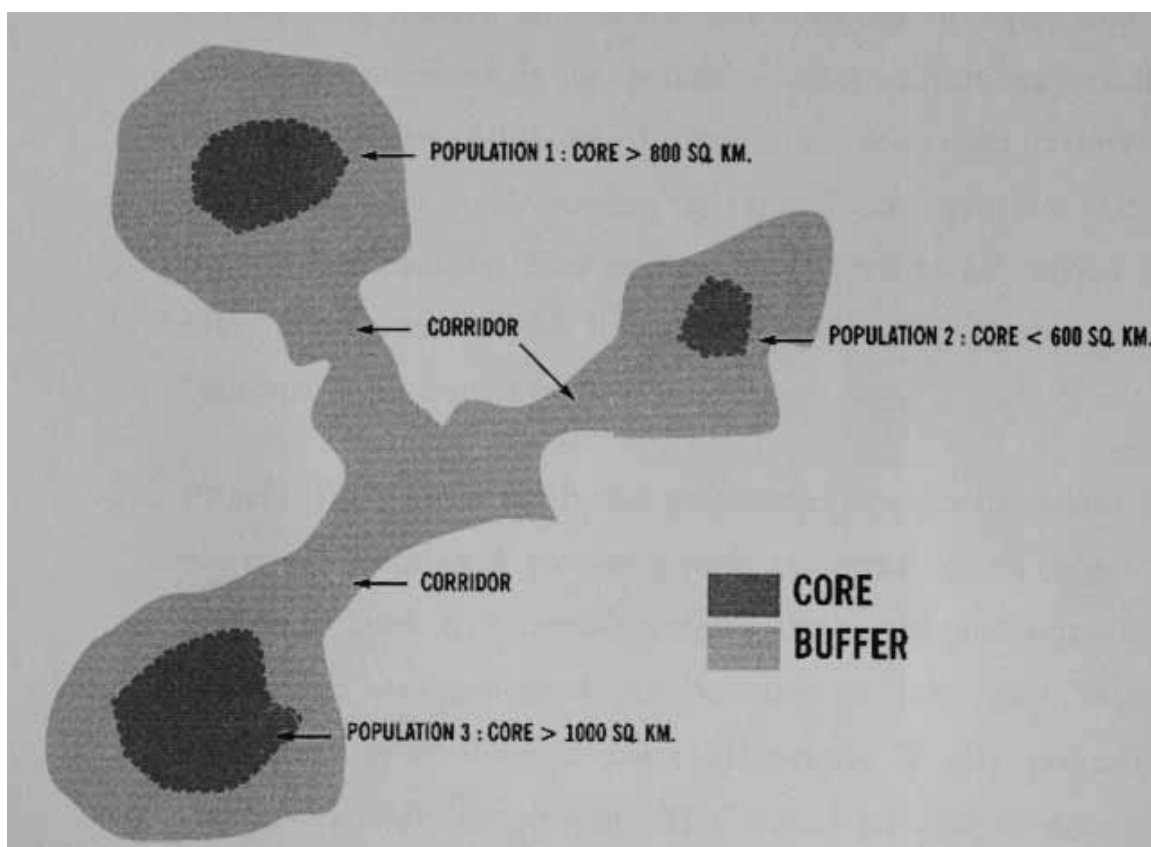 POPULATION 1 : CORE > 800 SQ. KM.
CORRIDOR
POPULATION 2 : CORE < 600 SQ. KM.
CORRIDOR
CORE
BUFFER
POPULATION 3 : CORE > 1000 SQ. KM.